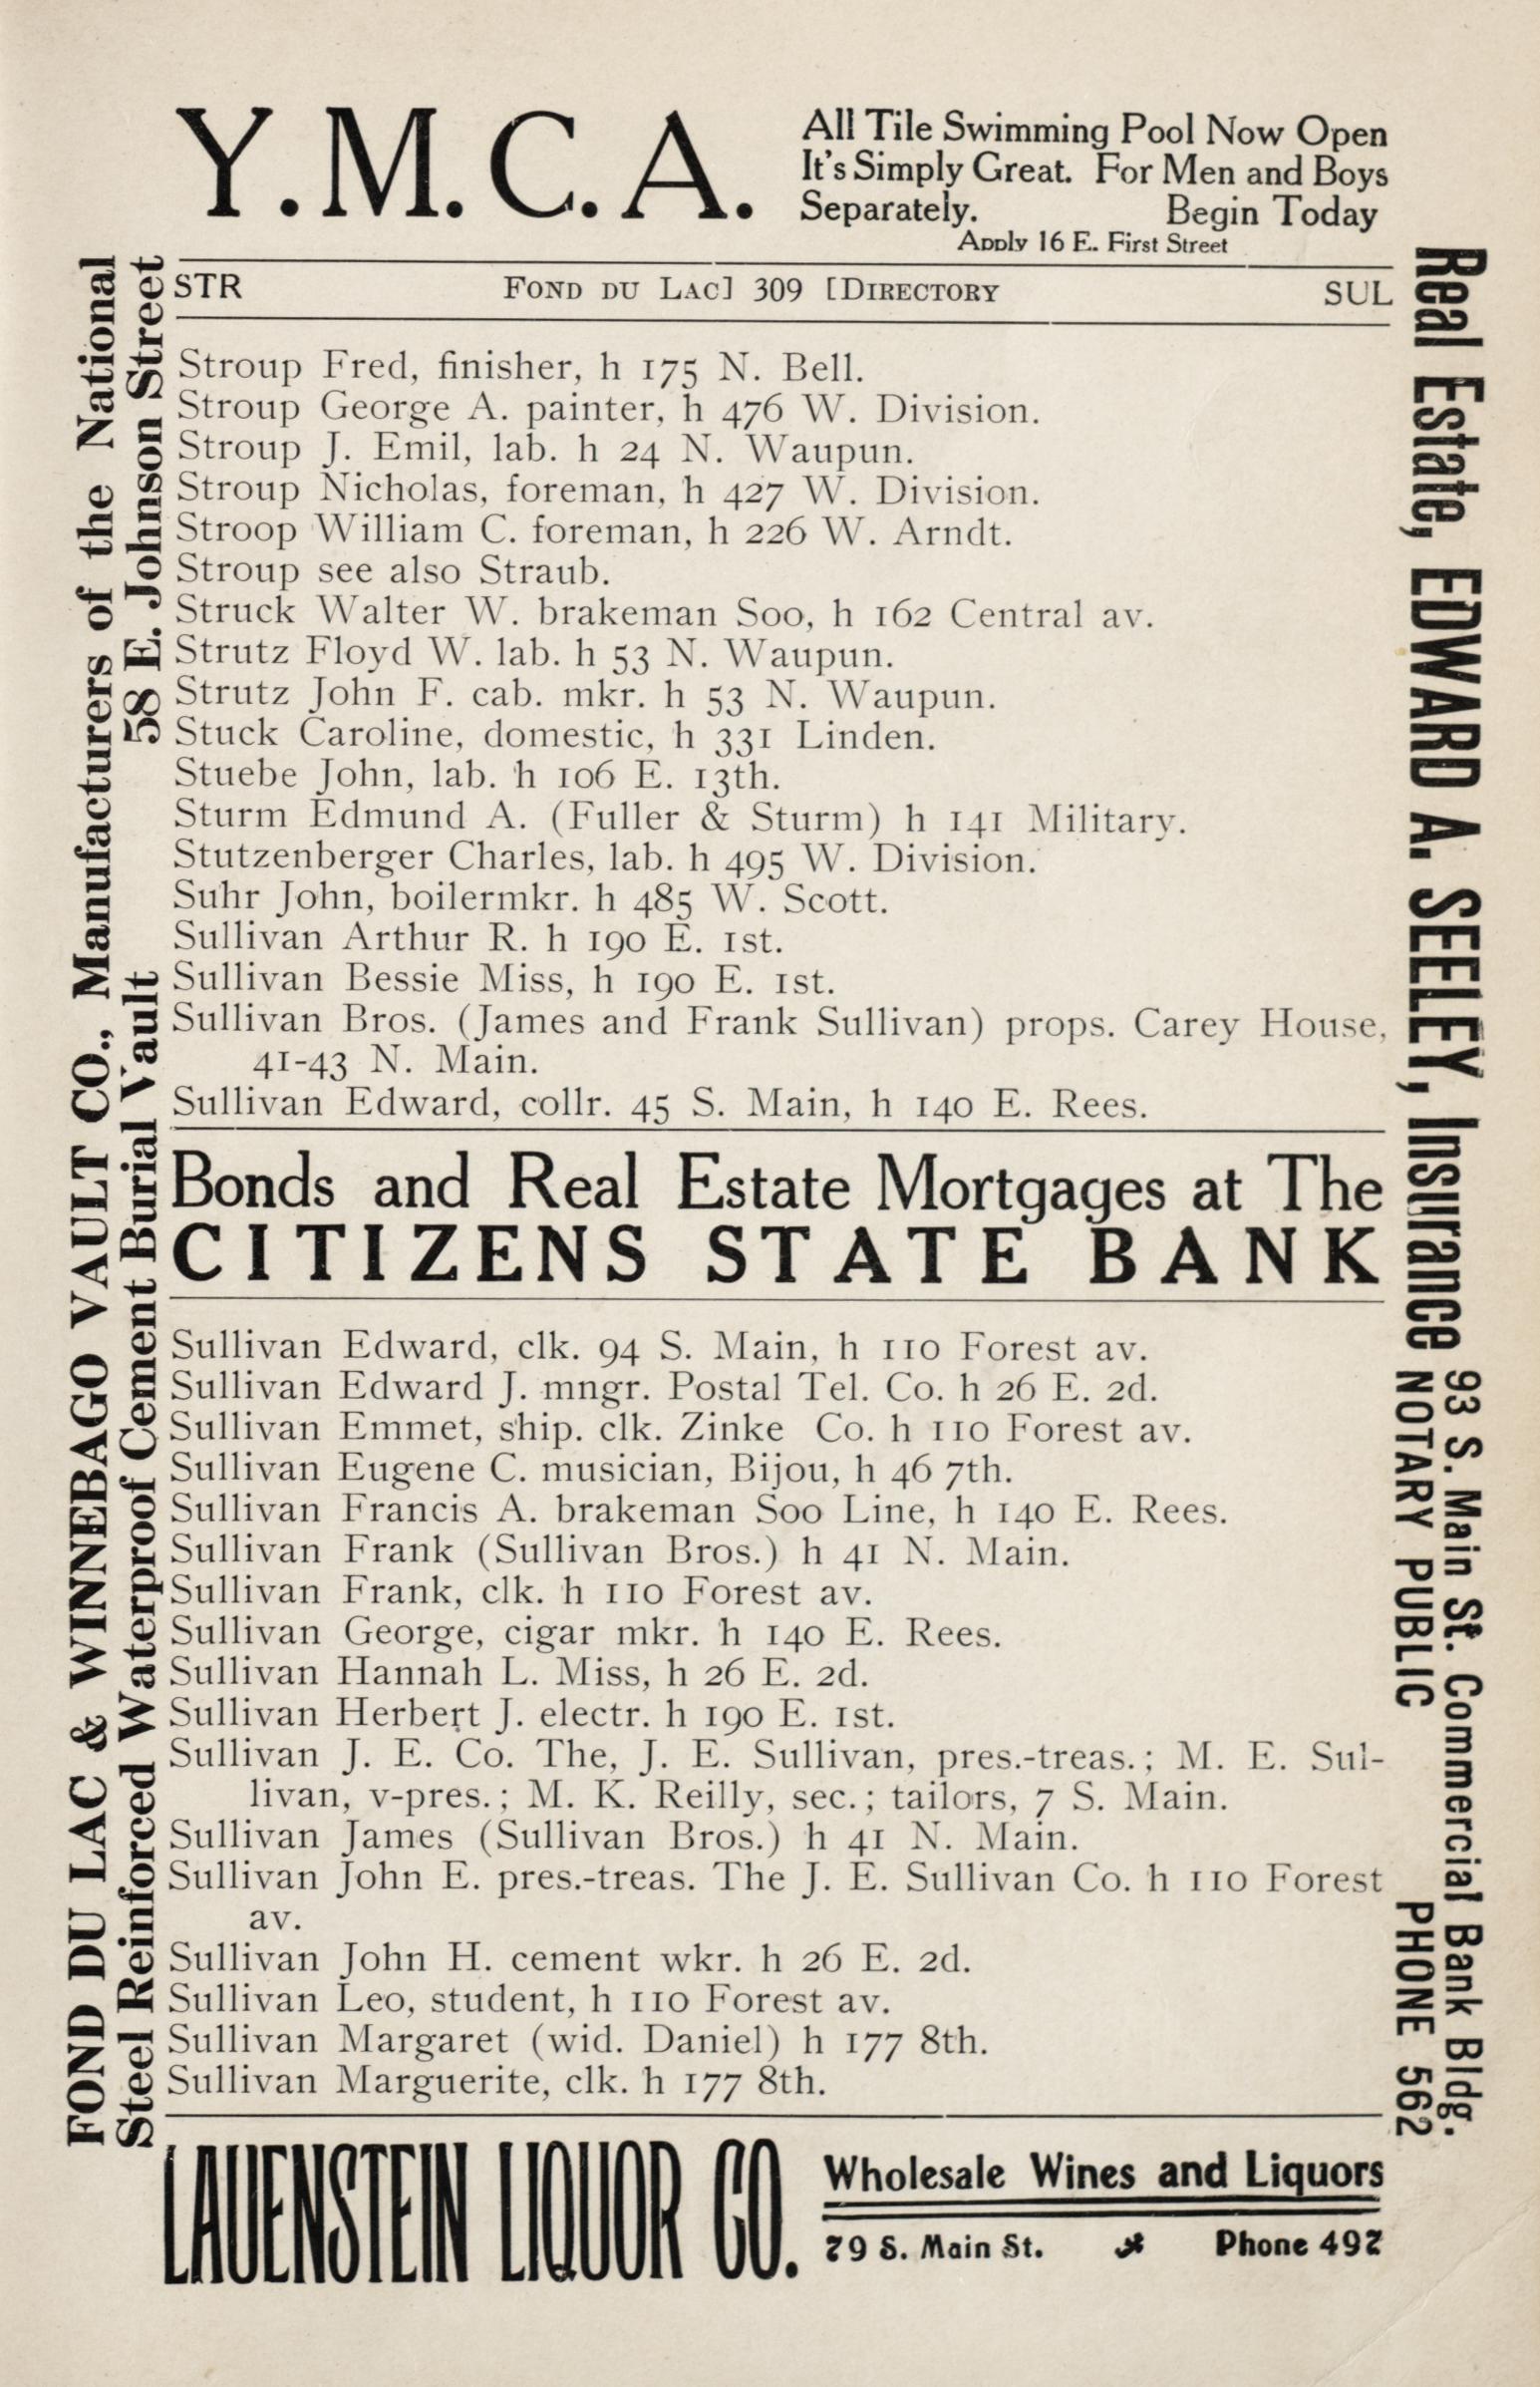 Y.M.C.A.
All Tile Swimming Pool Now Open
It's Simply Great. For Men and Boys
Separately. Begin Today
Apply 16 E. First Street
STR FOND DU LAC] 309 [DIRECTORY SUL
Stroup Fred, finisher, h 175 N. Bell.
Stroup George A. painter, h 476 W. Division.
Stroup J. Emil, lab. h 24 N. Waupun.
Stroup Nicholas, foreman, h 427 W. Division.
Stroop William C. foreman, h 226 W. Arndt.
Stroup see also Straub.
Struck Walter W. brakeman Soo, h 162 Central av.
Strutz Floyd W. lab. h 53 N. Waupun.
Strutz John F. cab. mkr. h 53 N. Waupun.
Stuck Caroline, domestic, h 331 Linden.
Stuebe John, lab. h 106 E. 13th.
Sturm Edmund A. (Fuller & Sturm) h 141 Military.
Stutzenberger Charles, lab. h 495 W. Division.
Suhr John, boilermkr. h 485 W. Scott.
Sullivan Arthur R. h 190 E. 1st.
Sullivan Bessie Miss, h 190 E. 1st.
Sullivan Bros. (James and Frank Sullivan) props. Carey House,
41-43 N. Main.
Sullivan Edward, collr. 45 S. Main, h 140 E. Rees.
Bonds and Real Estate Mortgages at The
CITIZENS STATE BANK
Sullivan Edward, clk. 94 S. Main, h 110 Forest av.
Sullivan Edward J. mngr. Postal Tel. Co. h 26 E. 2d.
Sullivan Emmet, ship. clk. Zinke Co. h 110 Forest av.
Sullivan Eugene C. musician, Bijou, h 46 7th.
Sullivan Francis A. brakeman Soo Line, h 140 E. Rees.
Sullivan Frank (Sullivan Bros.) h 41 N. Main.
Sullivan Frank, clk. h 110 Forest av.
Sullivan George, cigar mkr. h 140 E. Rees.
Sullivan Hannah L. Miss, h 26 E. 2d.
Sullivan Herbert J. electr. h 190 E. 1st.
Sullivan J. E. Co. The, J. E. Sullivan, pres.-treas.; M. E. Sul-
livan, v-pres.; M. K. Reilly, sec.; tailors, 7 S. Main.
Sullivan James (Sullivan Bros.) h 41 N. Main.
Sullivan John E. pres.-treas. The J. E. Sullivan Co. h 110 Forest
av.
Sullivan John H. cement wkr. h 26 E. 2d.
Sullivan Leo, student, h 110 Forest av.
Sullivan Margaret (wid. Daniel) h 177 8th.
Sullivan Marguerite, clk. h 177 8th.
LAUENSTEIN LIQUOR CO.
Wholesale Wines and Liquors
79 S. Main St. Phone 492
FOND DU LAC & WINNEBAGO VAULT CO., Manufacturers of the National
Steel Reinforced Waterproof Cement Burial Vault 58 E. Johnson Street
Real Estate, EDWARD A. SEELEY, Insurance
93 S. Main St. Commercial Bank Bldg.
NOTARY PUBLIC PHONE 562